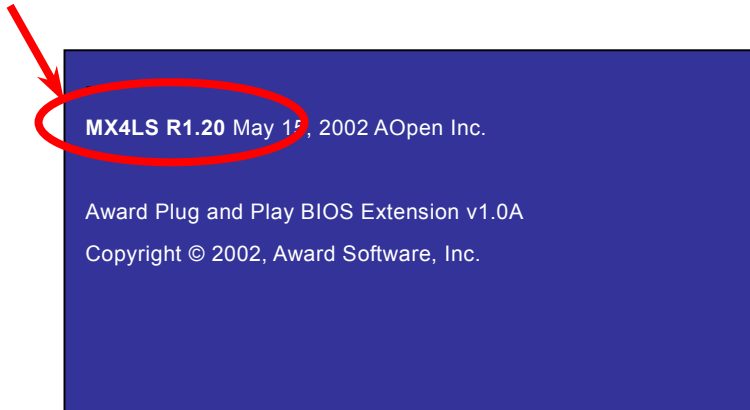 MX4LS R1.20 May 15, 2002 AOpen Inc.
Award Plug and Play BIOS Extension v1.0A
Copyright © 2002, Award Software, Inc.